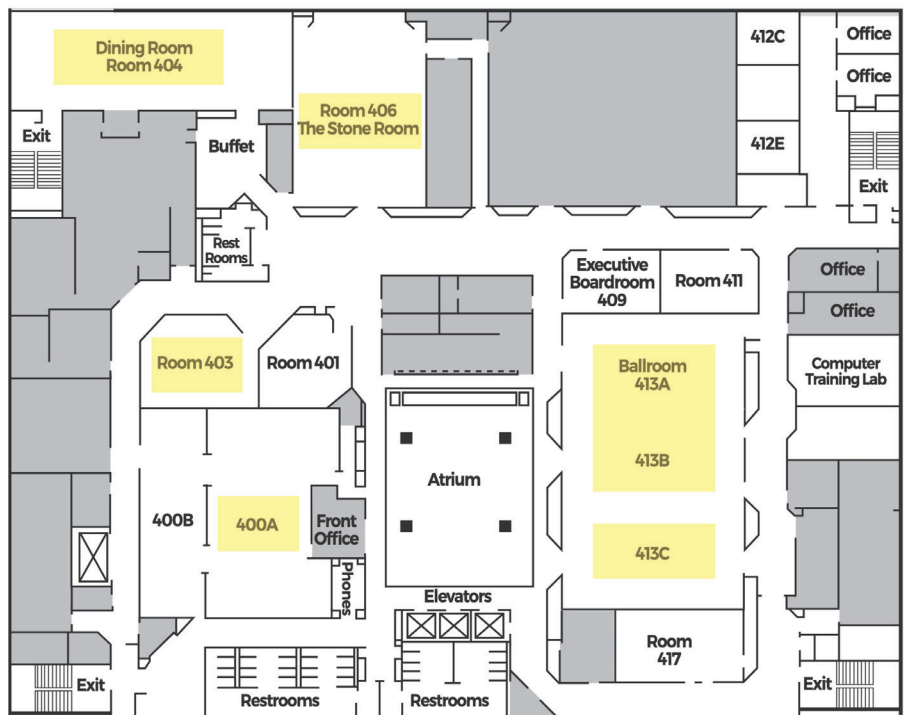 Dining Room
Room 404
412C
Office
Office
Room 406
The Stone Room
Exit
Buffet
412E
Exit
Rest
Rooms
Executive
Boardroom
409
Room 411
Office
Office
Room 403
Room 401
Ballroom
413A
Computer
Training Lab
413B
Atrium
400B
400A
Front
Office
413C
Phones
Elevators
Room
417
Exit
Restrooms
Restrooms
Exit